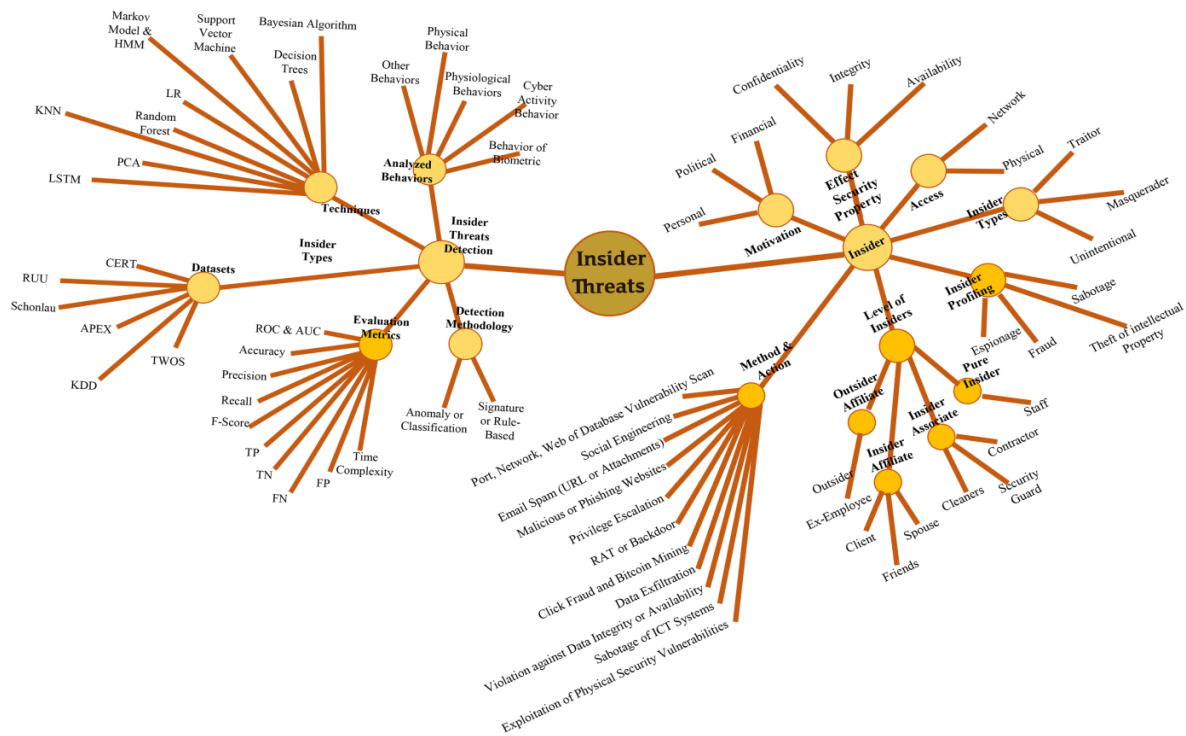 Insider
Threats
Insider
Threats
Detection
Insider
Types
Techniques
Markov
Model &
HMM
Support
Vector
Machine
Bayesian Algorithm
Decision
Trees
LR
KNN
Random
Forest
PCA
LSTM
Analyzed
Behaviors
Other
Behaviors
Physical
Behavior
Physiological
Behaviors
Cyber
Activity
Behavior
Behavior of
Biometric
Datasets
CERT
RUU
Schonlau
APEX
KDD
TWOS
Evaluation
Metrics
ROC & AUC
Accuracy
Precision
Recall
F-Score
TP
TN
FN
FP
Time
Complexity
Detection
Methodology
Anomaly or
Classification
Signature
or Rule-
Based
Insider
Motivation
Personal
Political
Financial
Effect
Security
Property
Confidentiality
Integrity
Availability
Access
Network
Physical
Insider
Types
Traitor
Masquerader
Unintentional
Insider
Profiling
Sabotage
Theft of intellectual
Property
Fraud
Espionage
Level of
Insiders
Pure
Insider
Staff
Insider
Associate
Contractor
Security
Guard
Cleaners
Insider
Affiliate
Spouse
Friends
Client
Outsider
Affiliate
Outsider
Ex-Employee
Method &
Action
Port, Network, Web of Database Vulnerability Scan
Social Engineering
Email Spam (URL or Attachments)
Malicious or Phishing Websites
Privilege Escalation
RAT or Backdoor
Click Fraud and Bitcoin Mining
Data Exfiltration
Violation against Data Integrity or Availability
Sabotage of ICT Systems
Exploitation of Physical Security Vulnerabilities